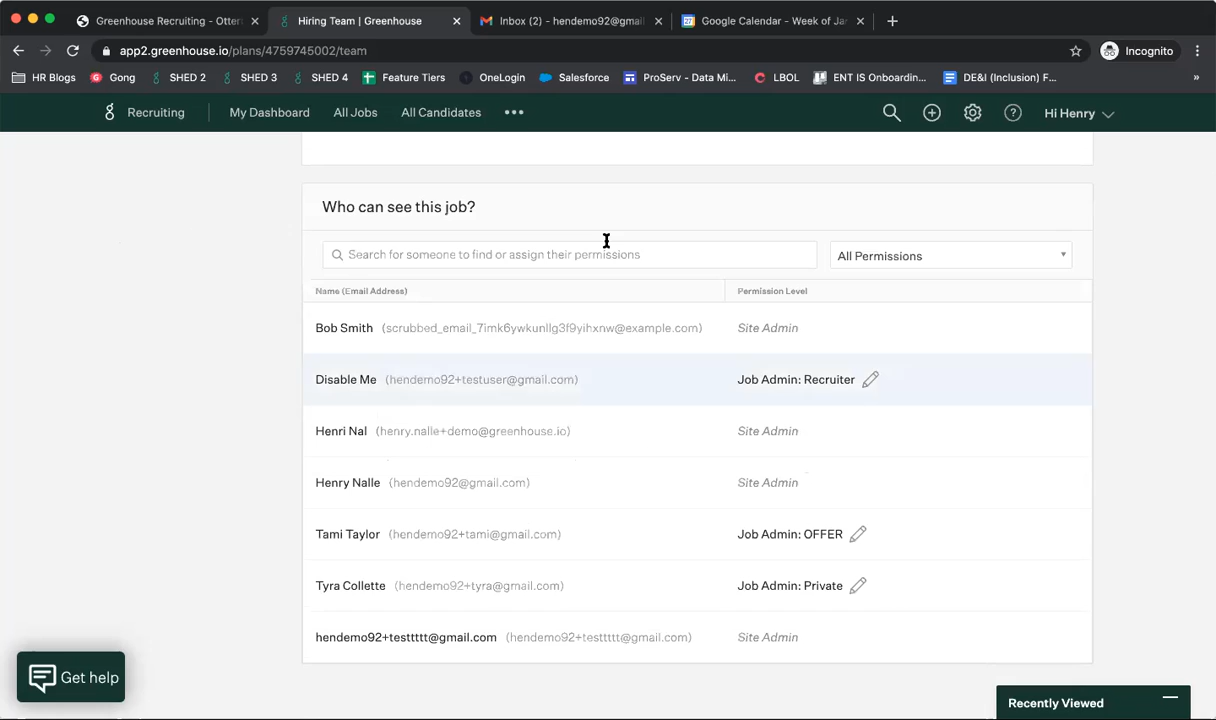 Greenhouse Recruiting - Otter
Hiring Team | Greenhouse
Inbox (2) - hendemo92@gmail
Google Calendar - Week of Jan
app2.greenhouse.io/plans/4759745002/team
Incognito
HR Blogs
Gong
SHED 2
SHED 3
SHED 4
Feature Tiers
OneLogin
Salesforce
ProServ - Data Mi...
LBOL
ENT IS Onboardin...
DE&I (Inclusion) F...
»
Recruiting
My Dashboard
All Jobs
All Candidates
•••
Hi Henry
Who can see this job?
Search for someone to find or assign their permissions
All Permissions
Name (Email Address)
Permission Level
Bob Smith (scrubbed_email_7imk6ywkunllg3f9yihxnw@example.com)
Site Admin
Disable Me (hendemo92+testuser@gmail.com)
Job Admin: Recruiter
Henri Nal (henry.nalle+demo@greenhouse.io)
Site Admin
Henry Nalle (hendemo92@gmail.com)
Site Admin
Tami Taylor (hendemo92+tami@gmail.com)
Job Admin: OFFER
Tyra Collette (hendemo92+tyra@gmail.com)
Job Admin: Private
hendemo92+testtttt@gmail.com (hendemo92+testtttt@gmail.com)
Site Admin
Get help
Recently Viewed